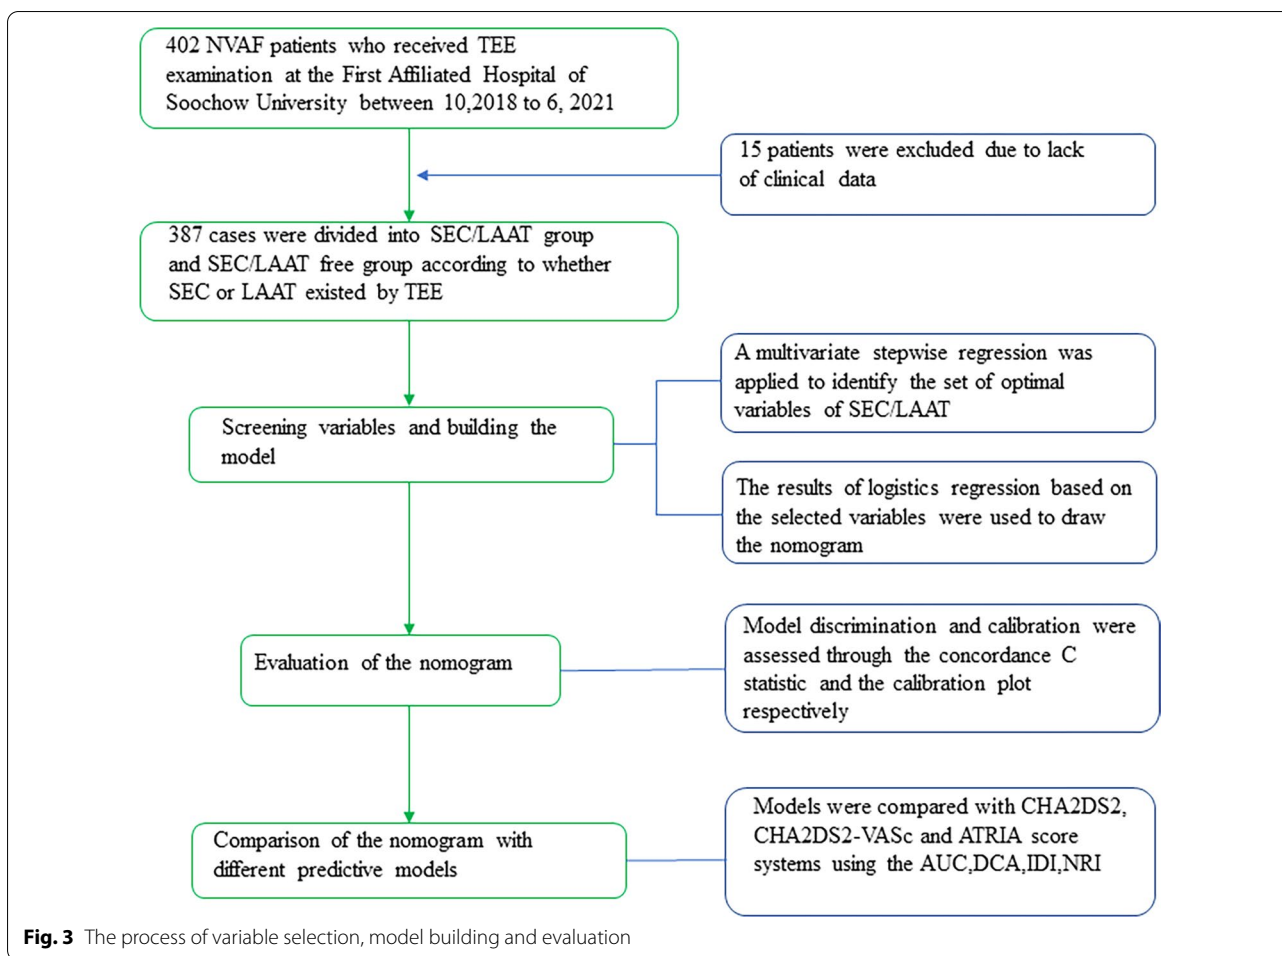 402 NVAF patients who received TEE
examination at the First Affiliated Hospital of
Soochow University between 10,2018 to 6, 2021
15 patients were excluded due to lack
of clinical data
387 cases were divided into SEC/LAAT group
and SEC/LAAT free group according to whether
SEC or LAAT existed by TEE
A multivariate stepwise regression was
applied to identify the set of optimal
variables of SEC/LAAT
Screening variables and building the
model
The results of logistics regression based on
the selected variables were used to draw
the nomogram
Evaluation of the nomogram
Model discrimination and calibration were
assessed through the concordance C
statistic and the calibration plot
respectively
Comparison of the nomogram with
different predictive models
Models were compared with CHA2DS2,
CHA2DS2-VASc and ATRIA score
systems using the AUC,DCA,IDI,NRI
Fig. 3 The process of variable selection, model building and evaluation